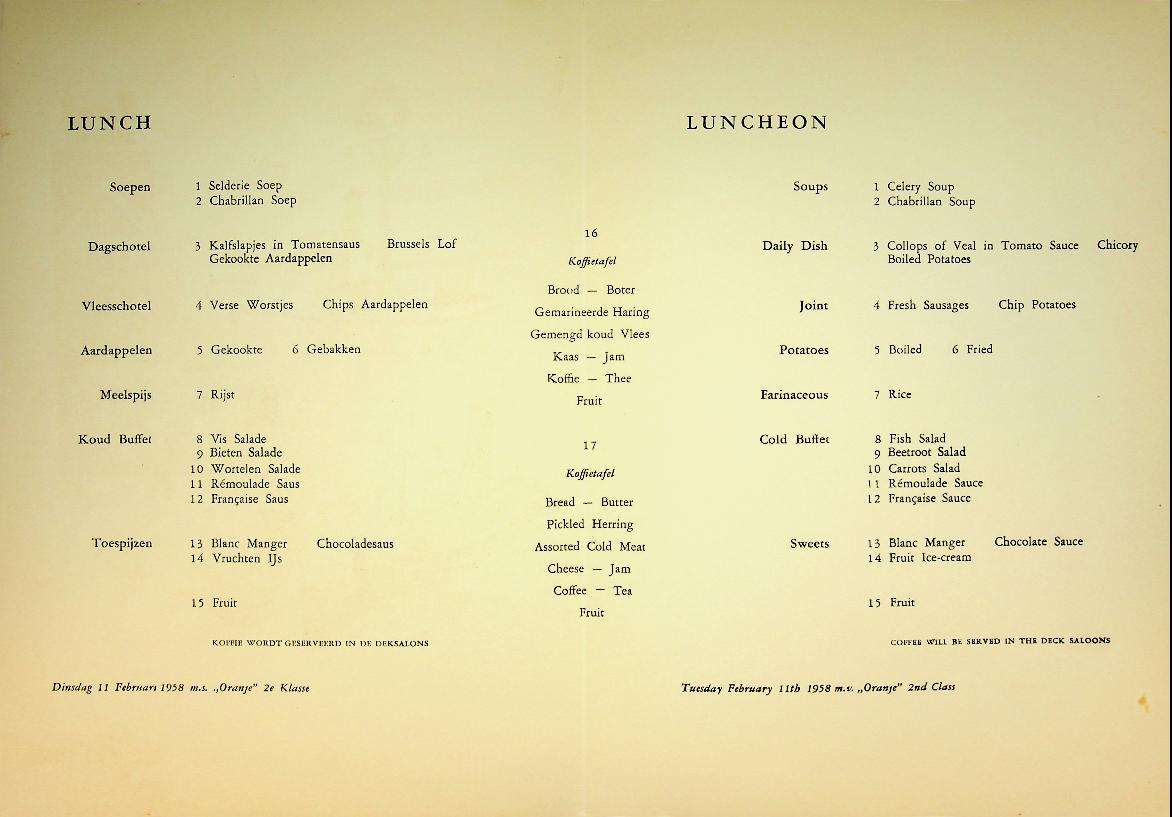 LUNCH
Soepen 1 Selderie Soep
2 Chabrillan Soep
Dagschotel 3 Kalfslapjes in Tomatensaus Brussels Lof
Gekookte Aardappelen
Vleesschotel 4 Verse Worstjes Chips Aardappelen
Aardappelen 5 Gekookte 6 Gebakken
Meelspijs 7 Rijst
Koud Buffet 8 Vis Salade
9 Bieten Salade
10 Wortelen Salade
11 Rémoulade Saus
12 Française Saus
Toespijzen 13 Blanc Manger Chocoladesaus
14 Vruchten IJs
15 Fruit
KOFFIE WORDT GESERVEERD IN DE DEKSALONS
Dinsdag 11 Februari 1958 m.s. „Oranje” 2e Klasse
16
Koffietafel
Brood — Boter
Gemarineerde Haring
Gemengd koud Vlees
Kaas — Jam
Koffie — Thee
Fruit
17
Koffietafel
Bread — Butter
Pickled Herring
Assorted Cold Meat
Cheese — Jam
Coffee — Tea
Fruit
LUNCHEON
Soups 1 Celery Soup
2 Chabrillan Soup
Daily Dish 3 Collops of Veal in Tomato Sauce Chicory
Boiled Potatoes
Joint 4 Fresh Sausages Chip Potatoes
Potatoes 5 Boiled 6 Fried
Farinaceous 7 Rice
Cold Buffet 8 Fish Salad
9 Beetroot Salad
10 Carrots Salad
11 Rémoulade Sauce
12 Française Sauce
Sweets 13 Blanc Manger Chocolate Sauce
14 Fruit Ice-cream
15 Fruit
COFFEE WILL BE SERVED IN THE DECK SALOONS
Tuesday February 11th 1958 m.v. „Oranje” 2nd Class